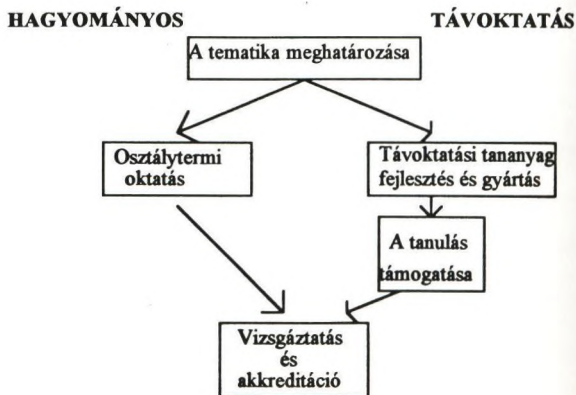 HAGYOMÁNYOS
TÁVOKTATÁS
A tematika meghatározása
Osztálytermi
oktatás
Távoktatási tananyag
fejlesztés és gyártás
A tanulás
támogatása
Vizsgáztatás
és
akkreditáció